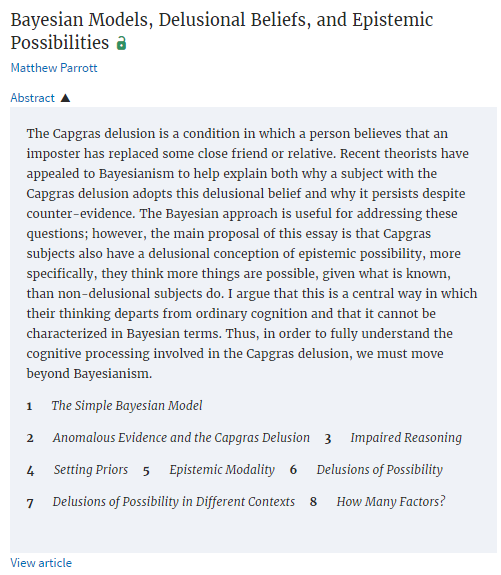 Bayesian Models, Delusional Beliefs, and Epistemic
Possibilities
Matthew Parrott
Abstract ▲
The Capgras delusion is a condition in which a person believes that an
imposter has replaced some close friend or relative. Recent theorists have
appealed to Bayesianism to help explain both why a subject with the
Capgras delusion adopts this delusional belief and why it persists despite
counter-evidence. The Bayesian approach is useful for addressing these
questions; however, the main proposal of this essay is that Capgras
subjects also have a delusional conception of epistemic possibility, more
specifically, they think more things are possible, given what is known,
than non-delusional subjects do. I argue that this is a central way in which
their thinking departs from ordinary cognition and that it cannot be
characterized in Bayesian terms. Thus, in order to fully understand the
cognitive processing involved in the Capgras delusion, we must move
beyond Bayesianism.
1 The Simple Bayesian Model
2 Anomalous Evidence and the Capgras Delusion 3 Impaired Reasoning
4 Setting Priors 5 Epistemic Modality 6 Delusions of Possibility
7 Delusions of Possibility in Different Contexts 8 How Many Factors?
View article